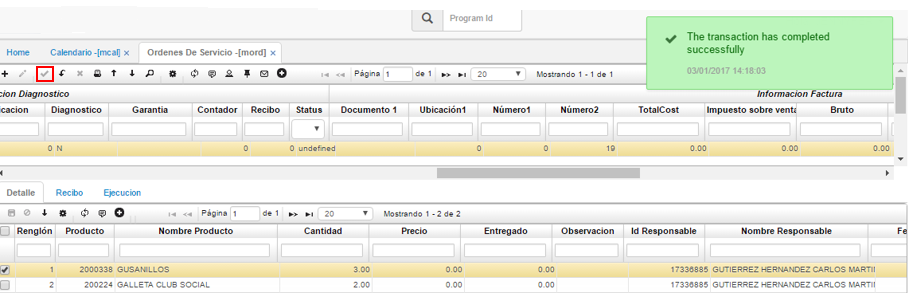 Program Id
The transaction has completed
successfully
03/01/2017 14:18:03
Home Calendario -[mcal] × Ordenes De Servicio -[mord] ×
Página 1 de 1 20 Mostrando 1 - 1 de 1
cion Diagnostico Informacion Factura
icacion Diagnostico Garantia Contador Recibo Status Documento 1 Ubicación1 Número1 Número2 TotalCost Impuesto sobre venta Bruto
0 N 0 0 undefined 0 0 19 0.00 0.00 0.00
Detalle Recibo Ejecucion
Página 1 de 1 20 Mostrando 1 - 2 de 2
Renglón Producto Nombre Producto Cantidad Precio Entregado Observacion Id Responsable Nombre Responsable Fe
1 2000338 GUSANILLOS 3.00 0.00 0.00 17336885 GUTIERREZ HERNANDEZ CARLOS MARTII
2 200224 GALLETA CLUB SOCIAL 2.00 0.00 0.00 17336885 GUTIERREZ HERNANDEZ CARLOS MARTII